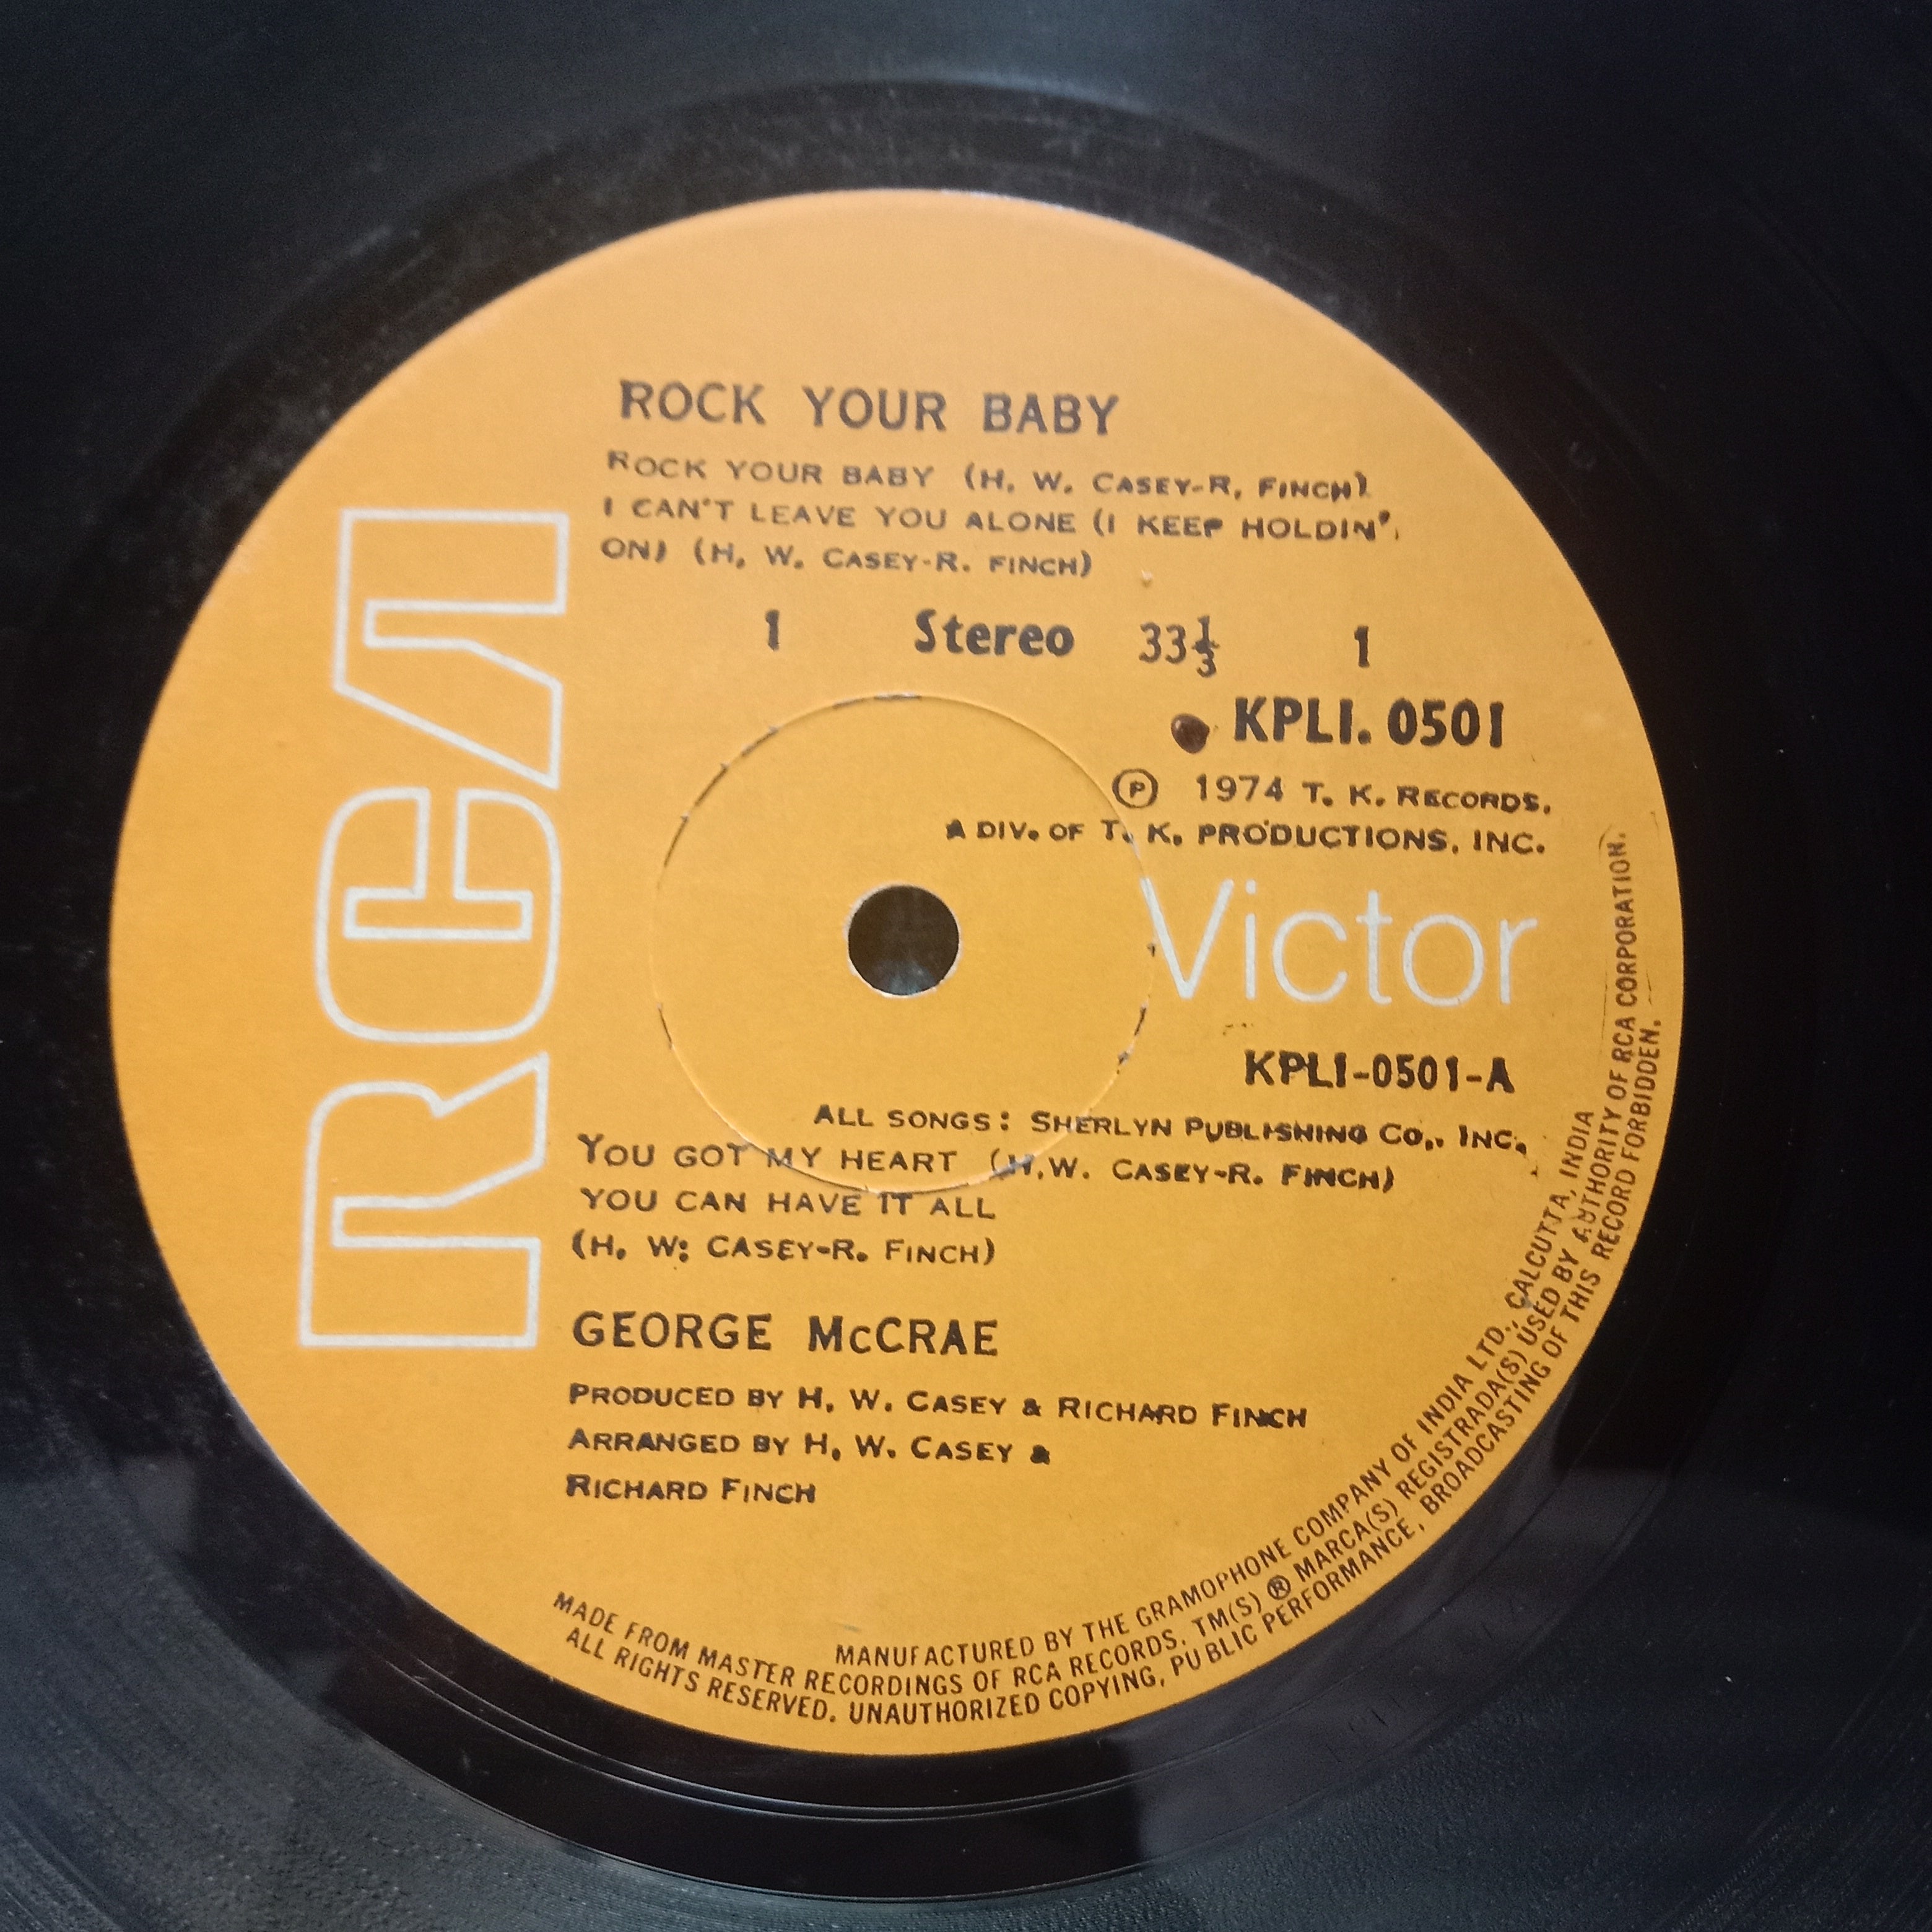 ROCK YOUR BABY
ROCK YOUR BABY (H. W. CASEY-R. FINCH)
I CAN'T LEAVE YOU ALONE (I KEEP HOLDIN'
ON) (H. W. CASEY-R. FINCH)
1 Stereo 33⅓ 1
KPLI. 0501
Ⓟ 1974 T. K. RECORDS.
A DIV. OF T. K. PRODUCTIONS, INC.
RCA
Victor
KPLI-0501-A
ALL SONGS: SHERLYN PUBLISHING CO., INC.
YOU GOT MY HEART (H.W. CASEY-R. FINCH)
YOU CAN HAVE IT ALL
(H. W: CASEY-R. FINCH)
GEORGE McCRAE
PRODUCED BY H. W. CASEY & RICHARD FINCH
ARRANGED BY H. W. CASEY &
RICHARD FINCH
MANUFACTURED BY THE GRAMOPHONE COMPANY OF INDIA LTD., CALCUTTA, INDIA
MADE FROM MASTER RECORDINGS OF RCA RECORDS. TM(S) ® MARCA(S) REGISTRADA(S) USED BY AUTHORITY OF RCA CORPORATION.
ALL RIGHTS RESERVED. UNAUTHORIZED COPYING, PUBLIC PERFORMANCE, BROADCASTING OF THIS RECORD FORBIDDEN.